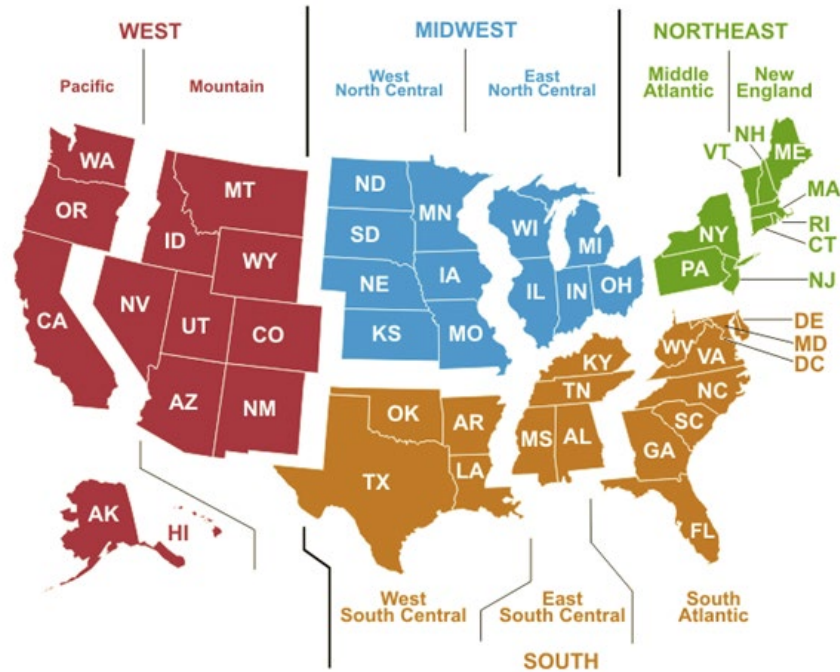 WEST
MIDWEST
NORTHEAST
Pacific
Mountain
West
North Central
East
North Central
Middle
Atlantic
New
England
WA
OR
CA
MT
ID
WY
NV
UT
CO
AZ
NM
AK
HI
ND
SD
NE
KS
MN
IA
MO
WI
MI
IL
IN
OH
NH
VT
ME
MA
RI
CT
NY
PA
NJ
DE
MD
DC
WV
VA
NC
SC
GA
FL
KY
TN
MS
AL
OK
AR
TX
LA
West
South Central
East
South Central
South
Atlantic
SOUTH